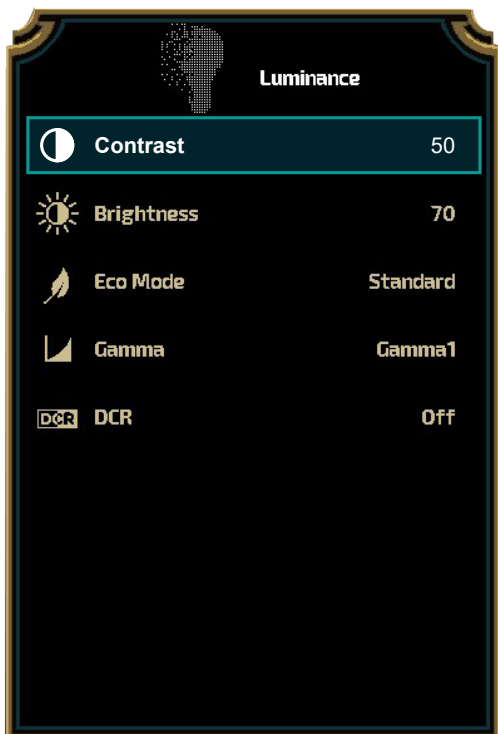 Luminance
Contrast 50
Brightness 70
Eco Mode Standard
Gamma Gamma1
DCR DCR Off